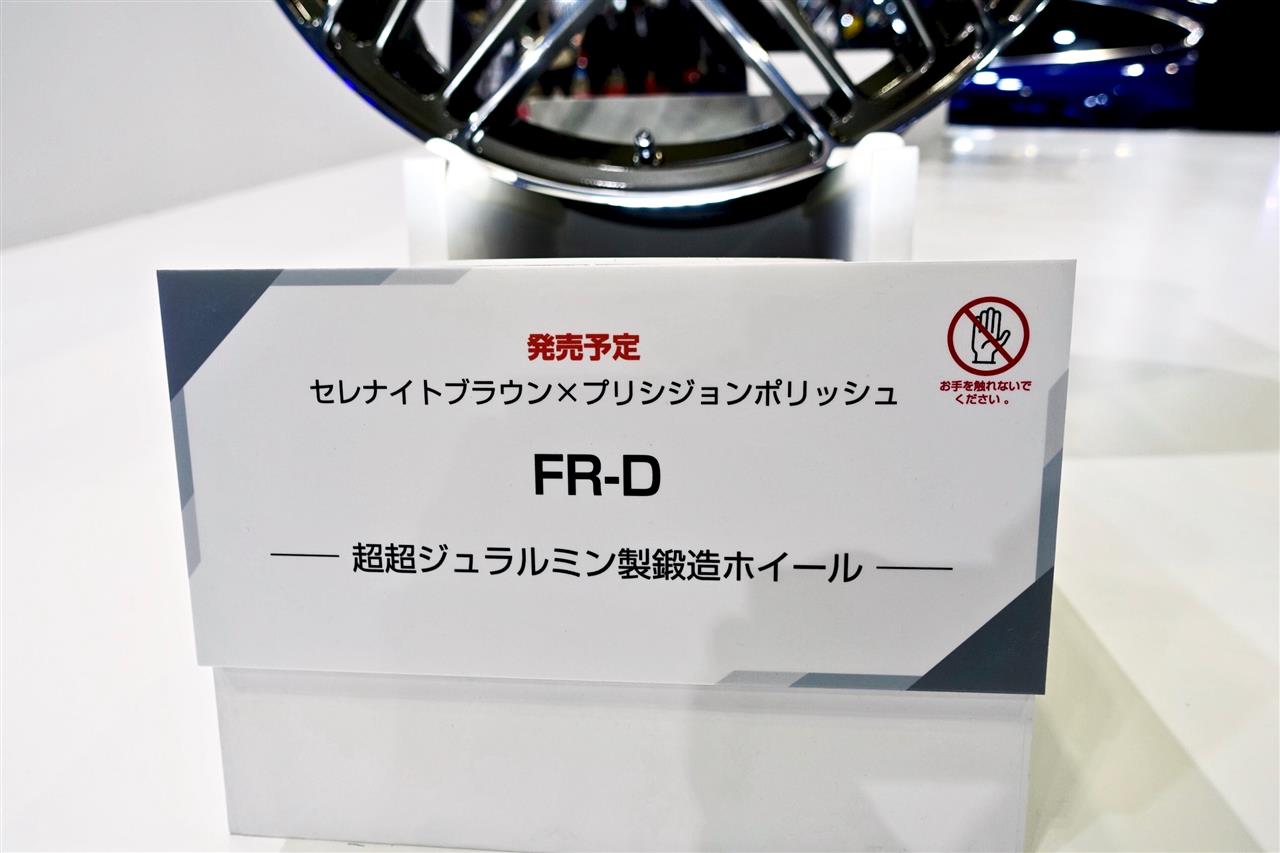 発売予定
セレナイトブラウン×プリシジョンポリッシュ
お手を触れないで
ください。
FR-D
超超ジュラルミン製鍛造ホイール